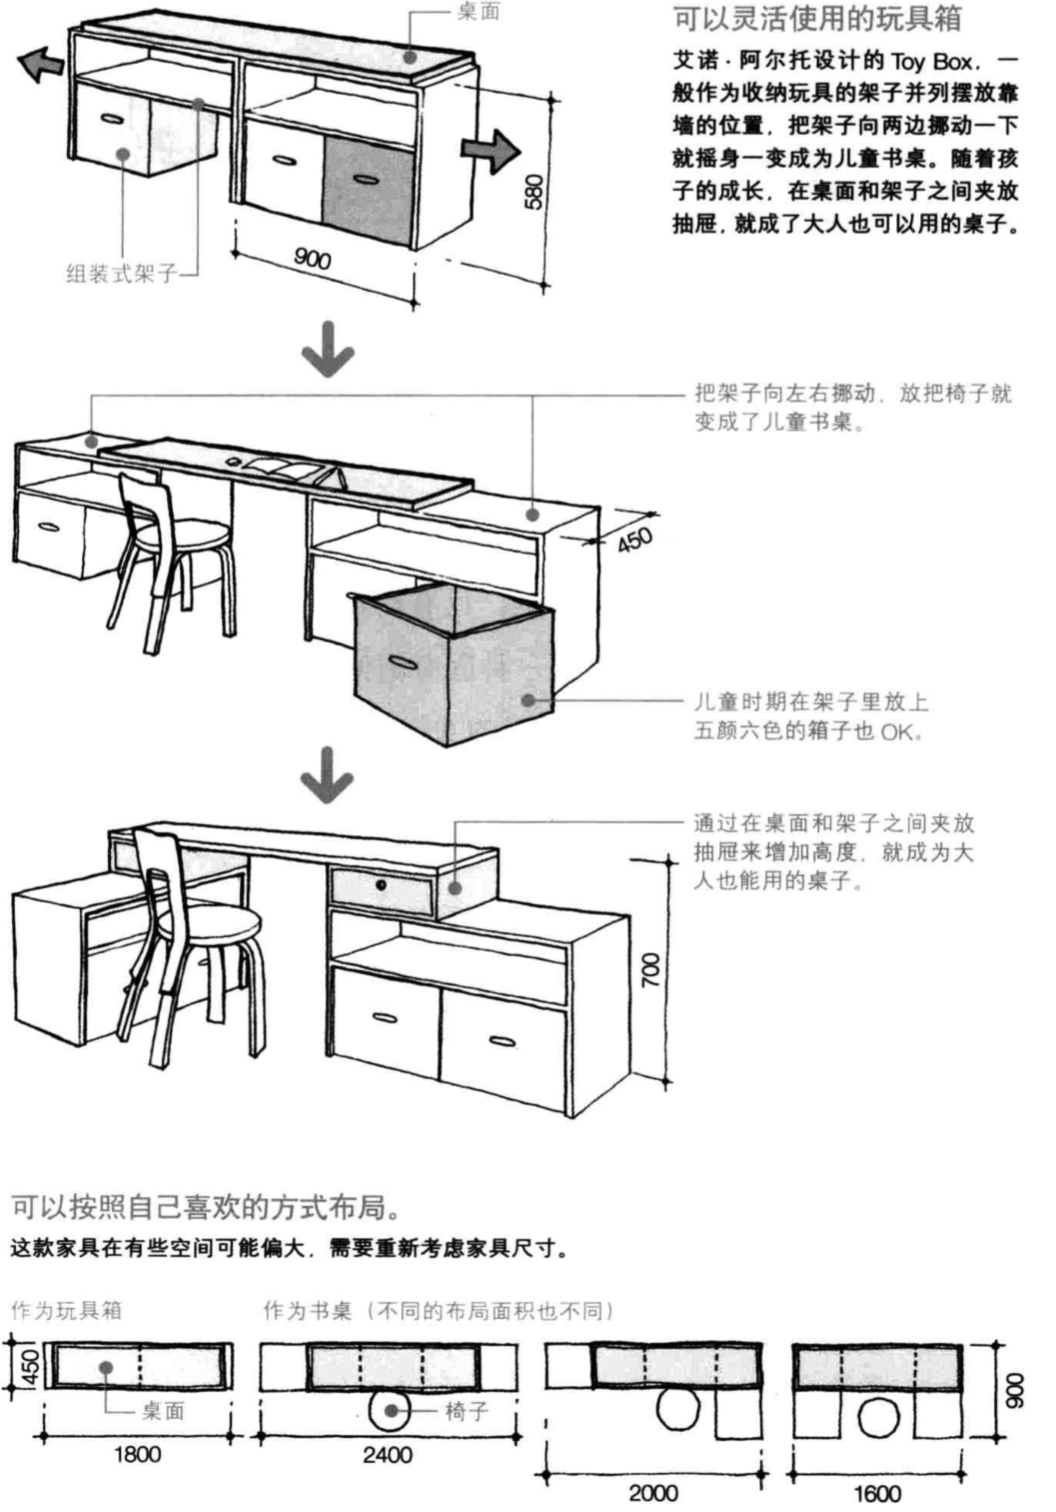 桌面
可以灵活使用的玩具箱
艾诺·阿尔托设计的 Toy Box，一
般作为收纳玩具的架子并列摆放靠
墙的位置，把架子向两边挪动一下
就摇身一变成为儿童书桌。随着孩
子的成长，在桌面和架子之间夹放
抽屉，就成了大人也可以用的桌子。
580
900
组装式架子
把架子向左右挪动，放把椅子就
变成了儿童书桌。
450
儿童时期在架子里放上
五颜六色的箱子也 OK。
通过在桌面和架子之间夹放
抽屉来增加高度，就成为大
人也能用的桌子。
700
可以按照自己喜欢的方式布局。
这款家具在有些空间可能偏大，需要重新考虑家具尺寸。
作为玩具箱
作为书桌（不同的布局面积也不同）
450
桌面
椅子
900
1800
2400
2000
1600